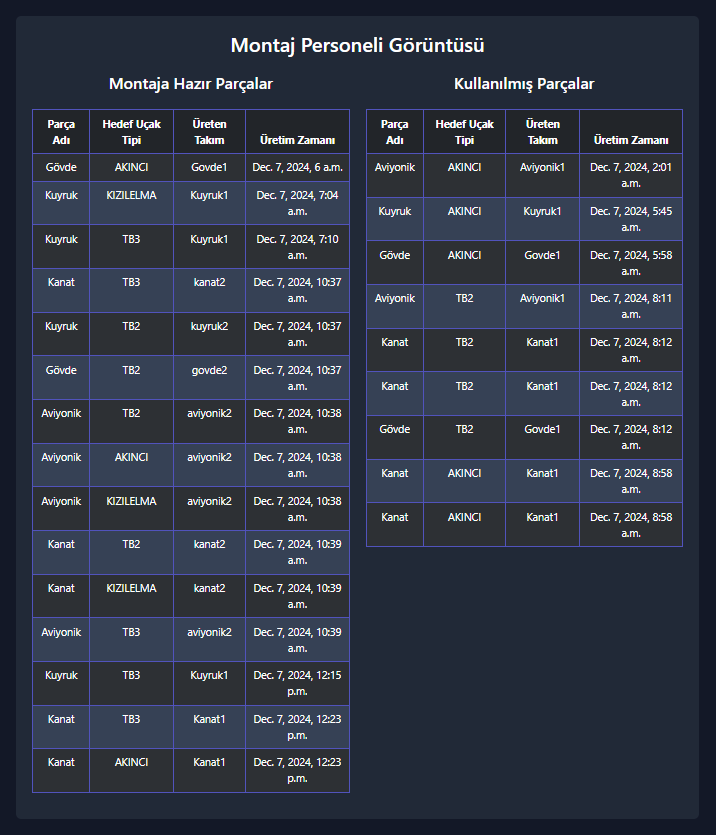 Montaj Personeli Görüntüsü
Montaja Hazır Parçalar
Parça Adı Hedef Uçak Tipi Üreten Takım Üretim Zamanı
Gövde AKINCI Govde1 Dec. 7, 2024, 6 a.m.
Kuyruk KIZILELMA Kuyruk1 Dec. 7, 2024, 7:04 a.m.
Kuyruk TB3 Kuyruk1 Dec. 7, 2024, 7:10 a.m.
Kanat TB3 kanat2 Dec. 7, 2024, 10:37 a.m.
Kuyruk TB2 kuyruk2 Dec. 7, 2024, 10:37 a.m.
Gövde TB2 govde2 Dec. 7, 2024, 10:37 a.m.
Aviyonik TB2 aviyonik2 Dec. 7, 2024, 10:38 a.m.
Aviyonik AKINCI aviyonik2 Dec. 7, 2024, 10:38 a.m.
Aviyonik KIZILELMA aviyonik2 Dec. 7, 2024, 10:38 a.m.
Kanat TB2 kanat2 Dec. 7, 2024, 10:39 a.m.
Kanat KIZILELMA kanat2 Dec. 7, 2024, 10:39 a.m.
Aviyonik TB3 aviyonik2 Dec. 7, 2024, 10:39 a.m.
Kuyruk TB3 Kuyruk1 Dec. 7, 2024, 12:15 p.m.
Kanat TB3 Kanat1 Dec. 7, 2024, 12:23 p.m.
Kanat AKINCI Kanat1 Dec. 7, 2024, 12:23 p.m.
Kullanılmış Parçalar
Parça Adı Hedef Uçak Tipi Üreten Takım Üretim Zamanı
Aviyonik AKINCI Aviyonik1 Dec. 7, 2024, 2:01 a.m.
Kuyruk AKINCI Kuyruk1 Dec. 7, 2024, 5:45 a.m.
Gövde AKINCI Govde1 Dec. 7, 2024, 5:58 a.m.
Aviyonik TB2 Aviyonik1 Dec. 7, 2024, 8:11 a.m.
Kanat TB2 Kanat1 Dec. 7, 2024, 8:12 a.m.
Kanat TB2 Kanat1 Dec. 7, 2024, 8:12 a.m.
Gövde TB2 Govde1 Dec. 7, 2024, 8:12 a.m.
Kanat AKINCI Kanat1 Dec. 7, 2024, 8:58 a.m.
Kanat AKINCI Kanat1 Dec. 7, 2024, 8:58 a.m.